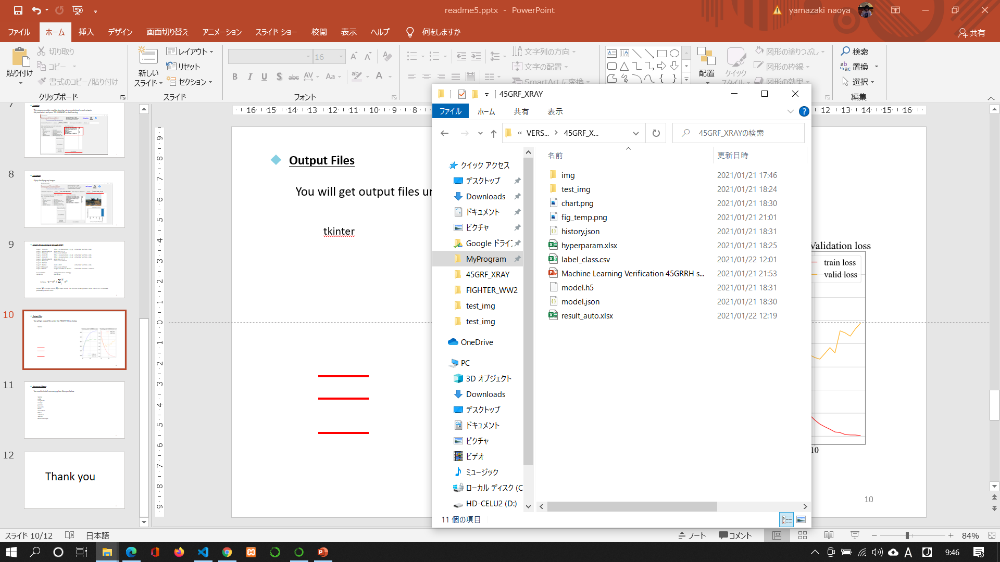 readme5.pptx - PowerPoint
yamazaki naoya
ファイル
ホーム
挿入
デザイン
画面切り替え
アニメーション
スライド ショー
校閲
表示
ヘルプ
何をしますか
共有
貼り付け
切り取り
コピー
書式のコピー/貼り付け
クリップボード
新しい
スライド
レイアウト
リセット
セクション
スライド
16
フォント
文字列の方向
文字の配置
SmartArt に変換
配置
クイック
スタイル
図形の塗りつぶし
図形の枠線
図形の効果
検索
置換
選択
編集
7
8
9
10
11
12
Thank you
Output Files
You will get output files un
tkinter
Validation loss
train loss
valid loss
10
10
45GRF_XRAY
ファイル
ホーム
共有
表示
« VERS... > 45GRF_X...
45GRF_XRAYの検索
クイック アクセス
デスクトップ
Downloads
ドキュメント
ピクチャ
Google ドライ
MyProgram
45GRF_XRAY
FIGHTER_WW2
test_img
test_img
OneDrive
PC
3D オブジェクト
Downloads
デスクトップ
ドキュメント
ピクチャ
ビデオ
ミュージック
ローカル ディスク (C
HD-CELU2 (D:)
名前 更新日時
img 2021/01/21 17:46
test_img 2021/01/21 18:24
chart.png 2021/01/21 18:30
fig_temp.png 2021/01/21 21:01
history.json 2021/01/21 18:31
hyperparam.xlsx 2021/01/21 18:25
label_class.csv 2021/01/22 12:01
Machine Learning Verification 45GRRH s... 2021/01/21 21:53
model.h5 2021/01/21 18:31
model.json 2021/01/21 18:30
result_auto.xlsx 2021/01/22 12:19
11 個の項目
スライド 10/12
日本語
ノート
コメント
84%
9:46